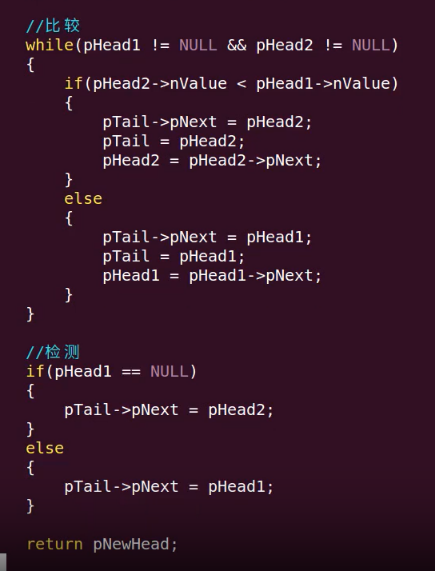 //比较
while(pHead1 != NULL && pHead2 != NULL)
{
    if(pHead2->nValue < pHead1->nValue)
    {
        pTail->pNext = pHead2;
        pTail = pHead2;
        pHead2 = pHead2->pNext;
    }
    else
    {
        pTail->pNext = pHead1;
        pTail = pHead1;
        pHead1 = pHead1->pNext;
    }
}

//检测
if(pHead1 == NULL)
{
    pTail->pNext = pHead2;
}
else
{
    pTail->pNext = pHead1;
}

return pNewHead;